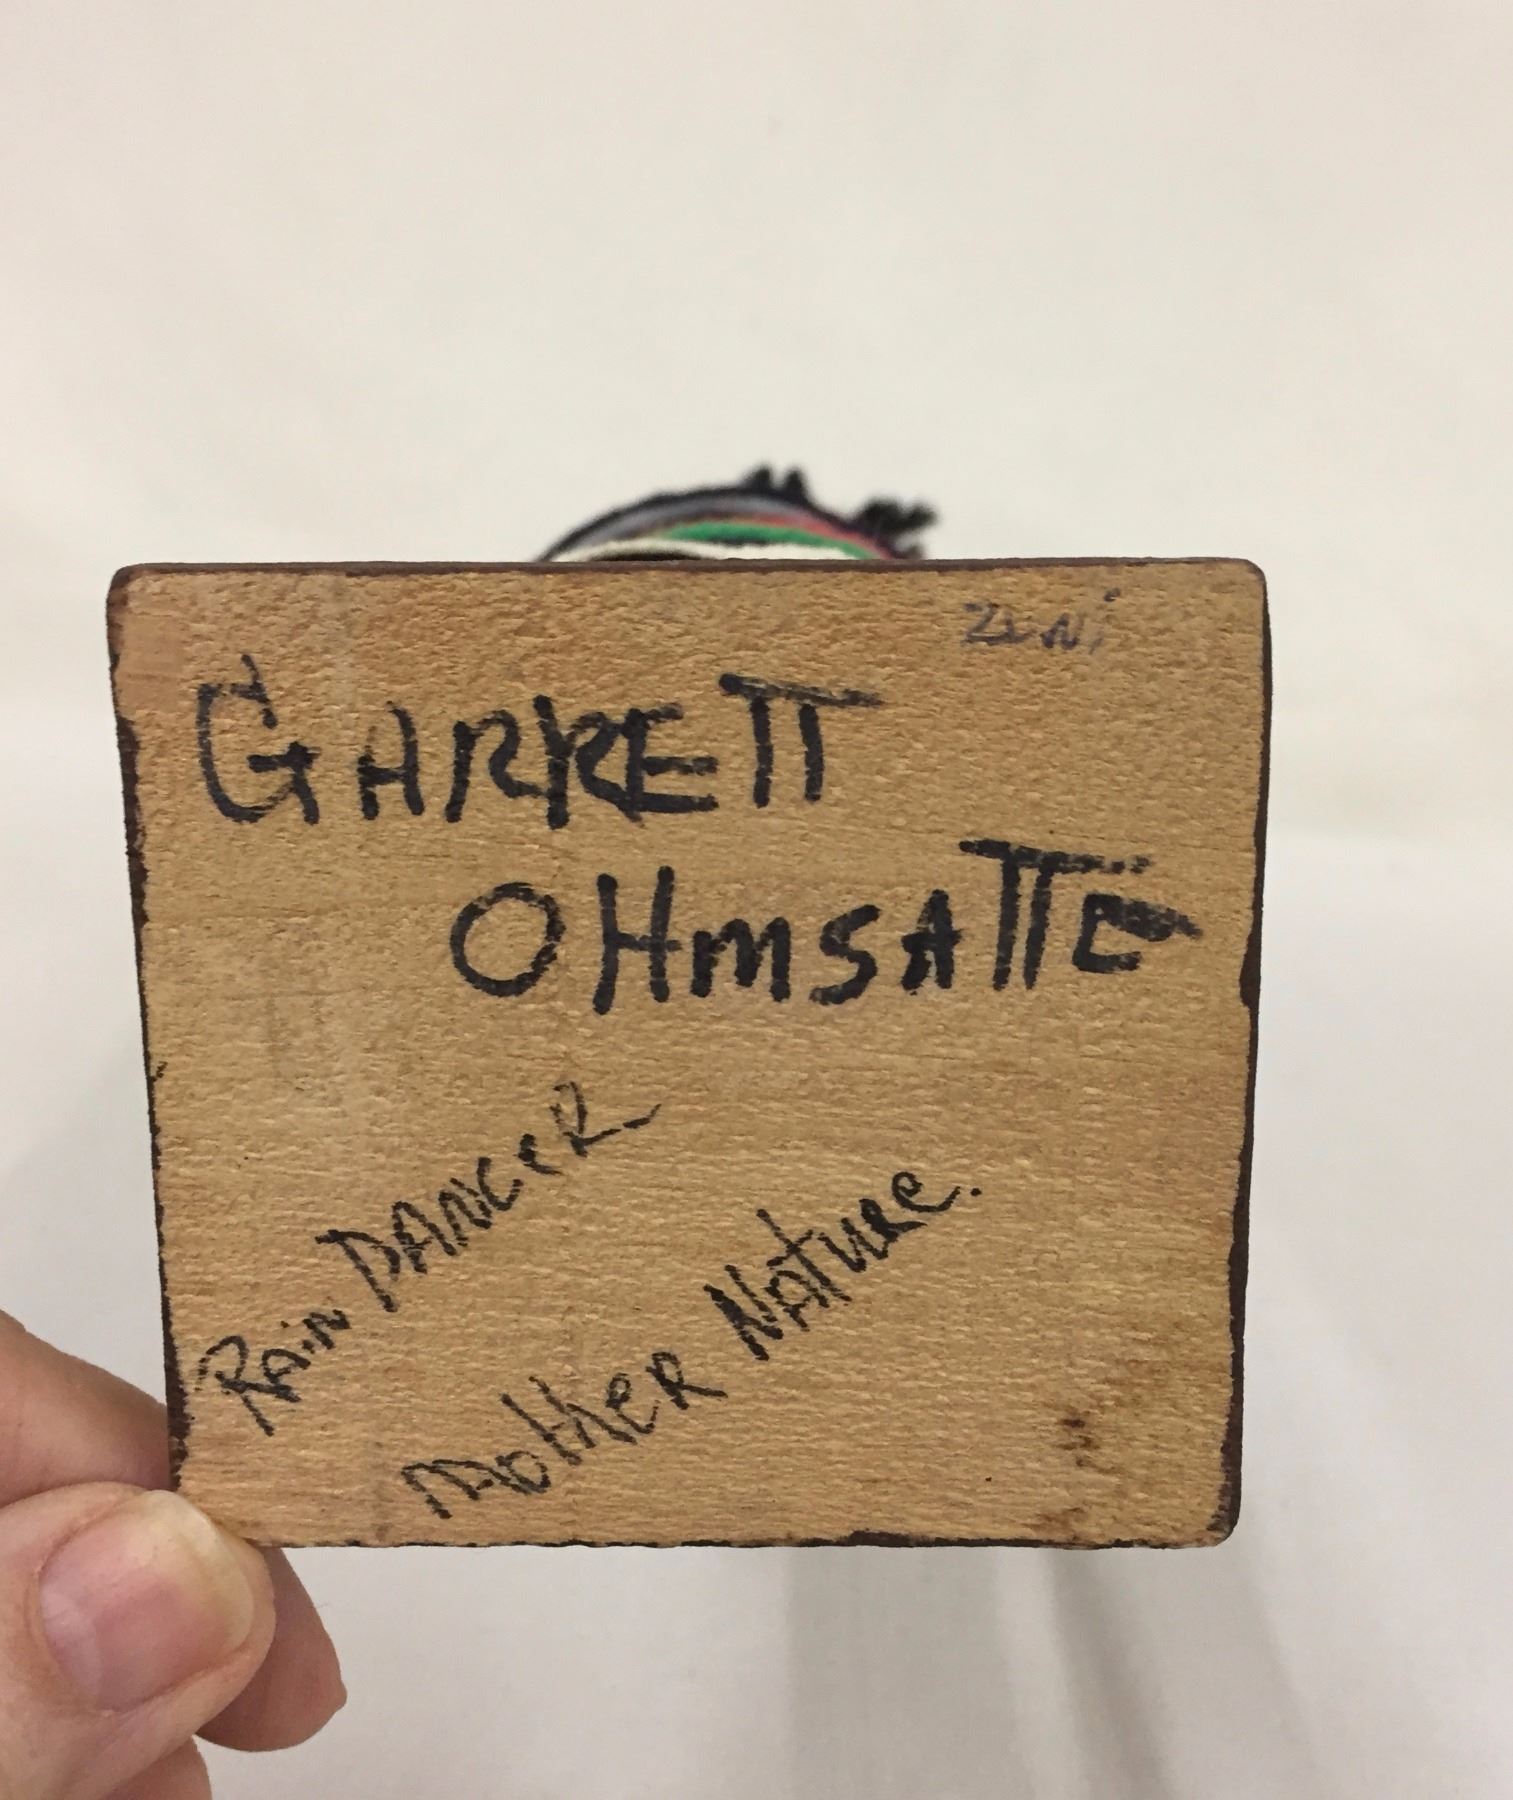 Zuni
GARRETT
OHMSATTE
RAiN DANCeR
MotheR NAtuRe.